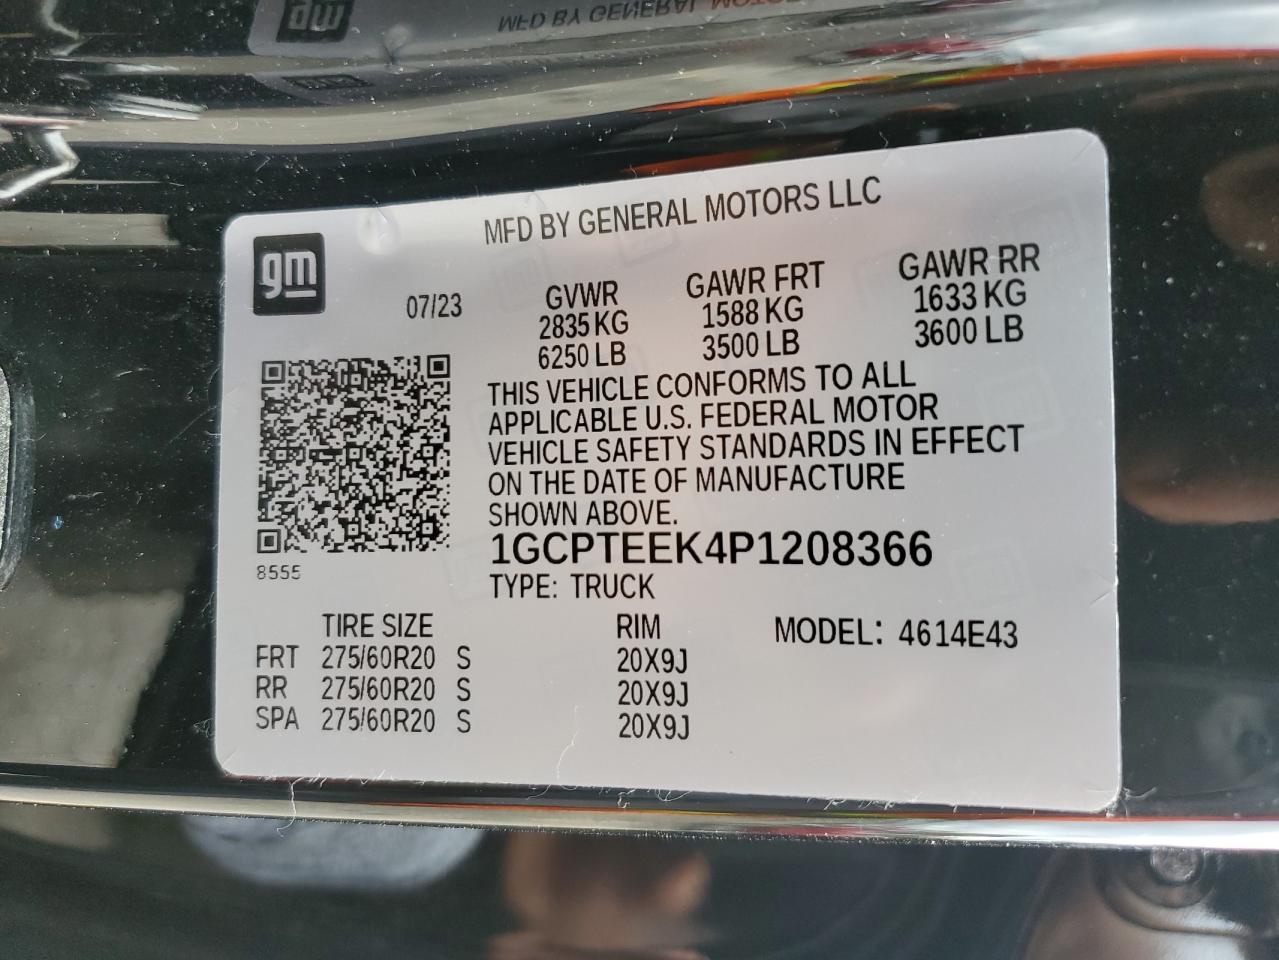 MFD BY GENERAL MOTORS LLC
gm
07/23
GVWR GAWR FRT GAWR RR
2835 KG 1588 KG 1633 KG
6250 LB 3500 LB 3600 LB
THIS VEHICLE CONFORMS TO ALL
APPLICABLE U.S. FEDERAL MOTOR
VEHICLE SAFETY STANDARDS IN EFFECT
ON THE DATE OF MANUFACTURE
SHOWN ABOVE.
1GCPTEEK4P1208366
8555
TYPE: TRUCK
TIRE SIZE RIM MODEL: 4614E43
FRT 275/60R20 S 20X9J
RR 275/60R20 S 20X9J
SPA 275/60R20 S 20X9J